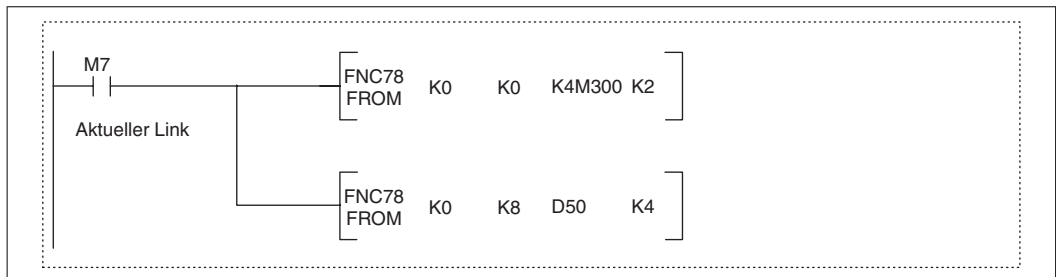 M7
FNC78
FROM K0 K0 K4M300 K2
Aktueller Link
FNC78
FROM K0 K8 D50 K4